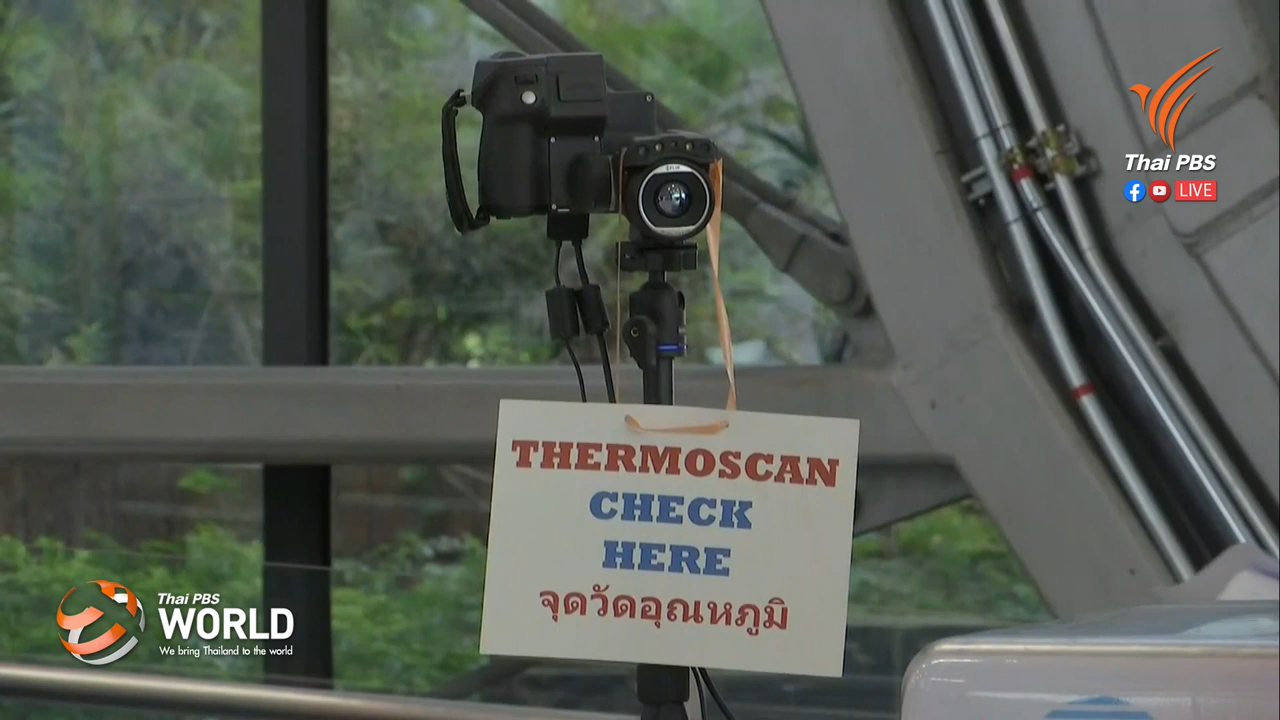 Thai PBS
LIVE
THERMOSCAN
CHECK
HERE
จุดวัดอุณหภูมิ
Thai PBS
WORLD
We bring Thailand to the world